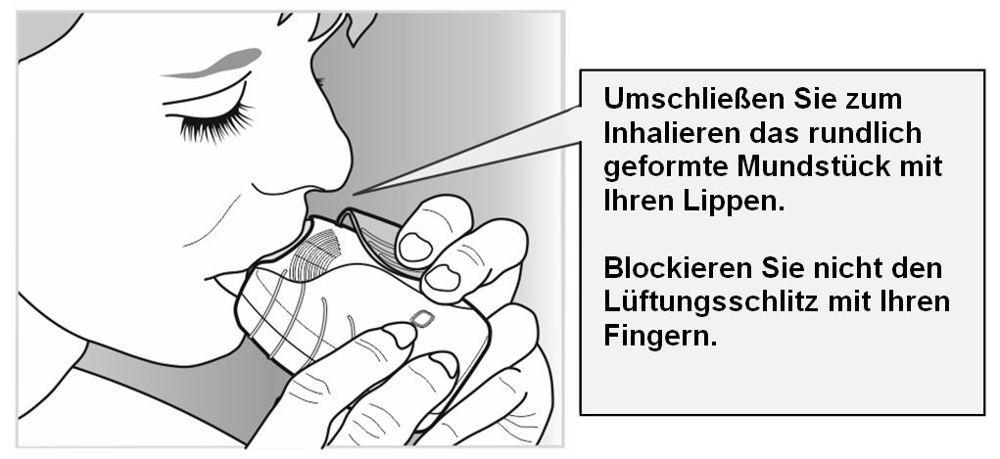 Umschließen Sie zum
Inhalieren das rundlich
geformte Mundstück mit
Ihren Lippen.
Blockieren Sie nicht den
Lüftungsschlitz mit Ihren
Fingern.